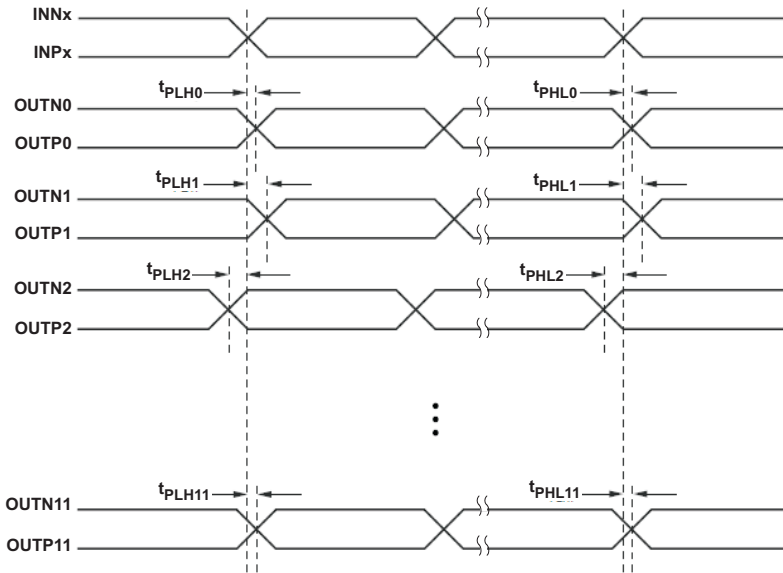 INNx
INPx
tPLH0
tPHL0
OUTN0
OUTP0
tPLH1
tPHL1
OUTN1
OUTP1
tPLH2
tPHL2
OUTN2
OUTP2
tPLH11
tPHL11
OUTN11
OUTP11